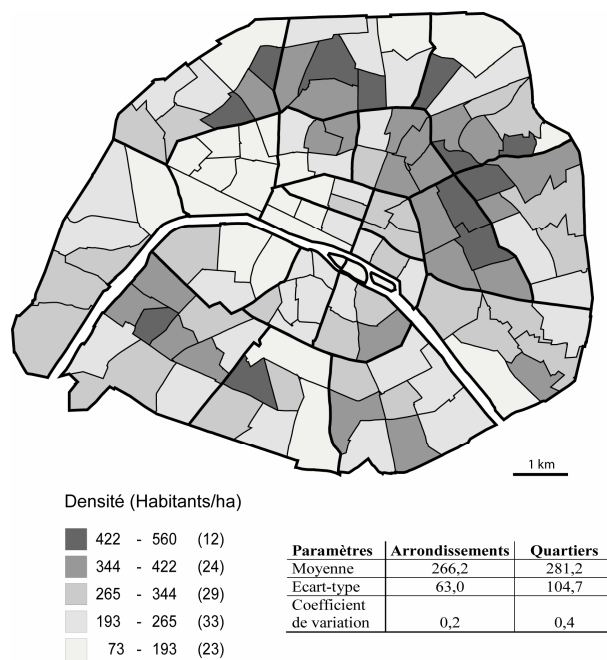 1 km
Densité (Habitants/ha)
422 - 560 (12)
344 - 422 (24)
265 - 344 (29)
193 - 265 (33)
73 - 193 (23)
Paramètres Arrondissements Quartiers
Moyenne 266,2 281,2
Ecart-type 63,0 104,7
Coefficient
de variation 0,2 0,4